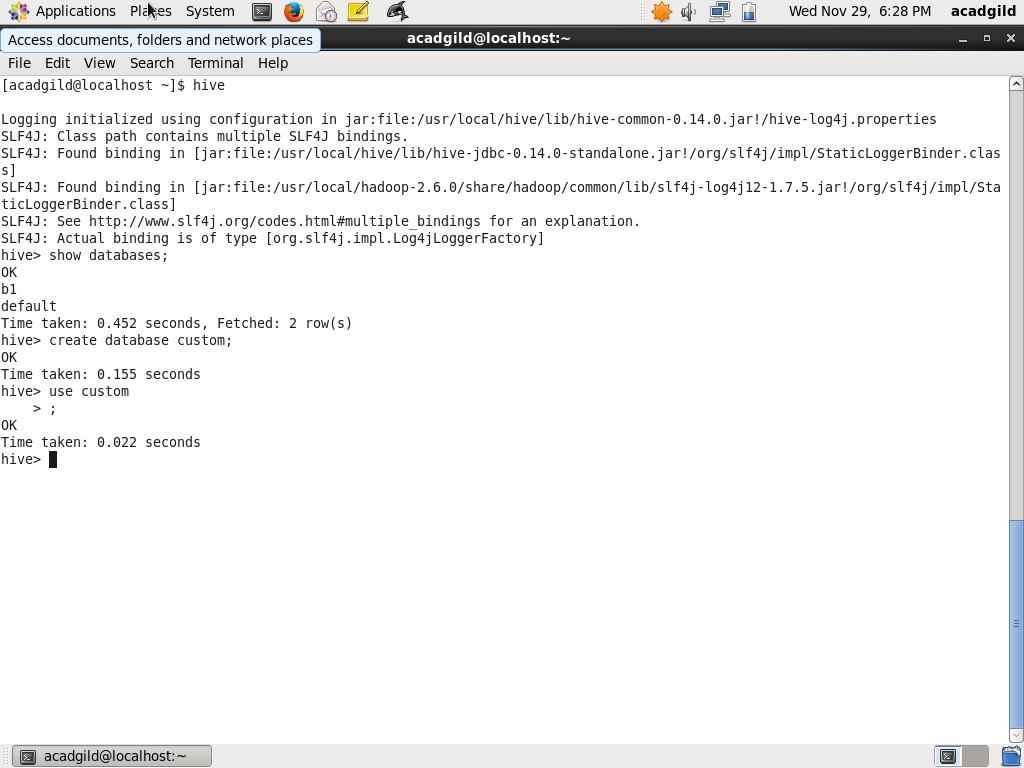 Applications Places System Wed Nov 29, 6:28 PM acadgild
Access documents, folders and network places
acadgild@localhost:~
File Edit View Search Terminal Help
[acadgild@localhost ~]$ hive
Logging initialized using configuration in jar:file:/usr/local/hive/lib/hive-common-0.14.0.jar!/hive-log4j.properties
SLF4J: Class path contains multiple SLF4J bindings.
SLF4J: Found binding in [jar:file:/usr/local/hive/lib/hive-jdbc-0.14.0-standalone.jar!/org/slf4j/impl/StaticLoggerBinder.clas
s]
SLF4J: Found binding in [jar:file:/usr/local/hadoop-2.6.0/share/hadoop/common/lib/slf4j-log4j12-1.7.5.jar!/org/slf4j/impl/Sta
ticLoggerBinder.class]
SLF4J: See http://www.slf4j.org/codes.html#multiple_bindings for an explanation.
SLF4J: Actual binding is of type [org.slf4j.impl.Log4jLoggerFactory]
hive> show databases;
OK
b1
default
Time taken: 0.452 seconds, Fetched: 2 row(s)
hive> create database custom;
OK
Time taken: 0.155 seconds
hive> use custom
    > ;
OK
Time taken: 0.022 seconds
hive>
acadgild@localhost:~